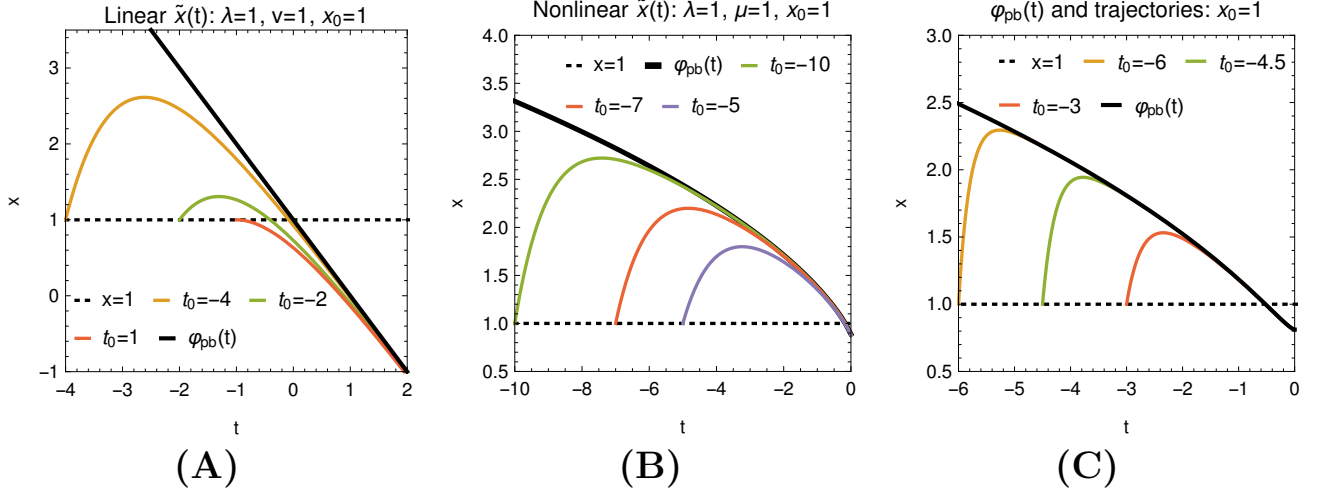 Linear x̃(t): λ=1, v=1, x₀=1
x
3
2
1
0
−1
x=1 t₀=−4 t₀=−2
t₀=1 φpb(t)
−4 −3 −2 −1 0 1 2
t
(A)
Nonlinear x̃(t): λ=1, μ=1, x₀=1
x
4.0
3.5
3.0
2.5
2.0
1.5
1.0
0.5
x=1 φpb(t) t₀=−10
t₀=−7 t₀=−5
−10 −8 −6 −4 −2 0
t
(B)
φpb(t) and trajectories: x₀=1
x
3.0
2.5
2.0
1.5
1.0
0.5
x=1 t₀=−6 t₀=−4.5
t₀=−3 φpb(t)
−6 −5 −4 −3 −2 −1 0
t
(C)